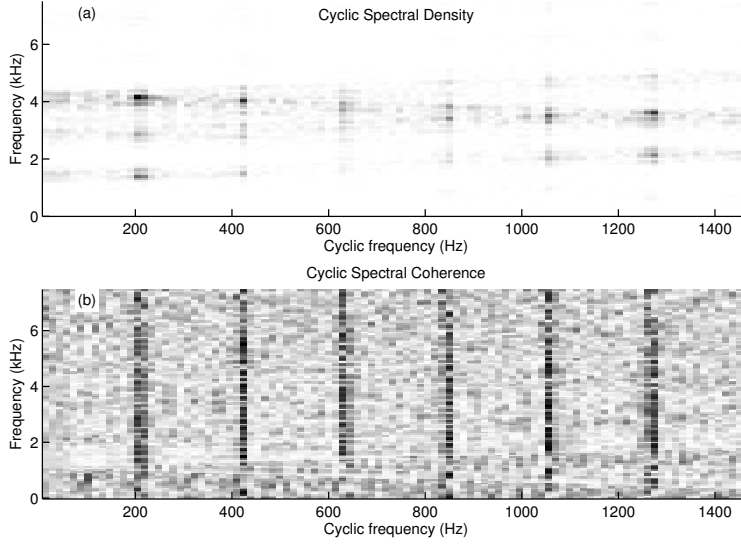 (a)
Cyclic Spectral Density
Frequency (kHz)
6
4
2
0
200 400 600 800 1000 1200 1400
Cyclic frequency (Hz)
Cyclic Spectral Coherence
(b)
Frequency (kHz)
6
4
2
0
200 400 600 800 1000 1200 1400
Cyclic frequency (Hz)